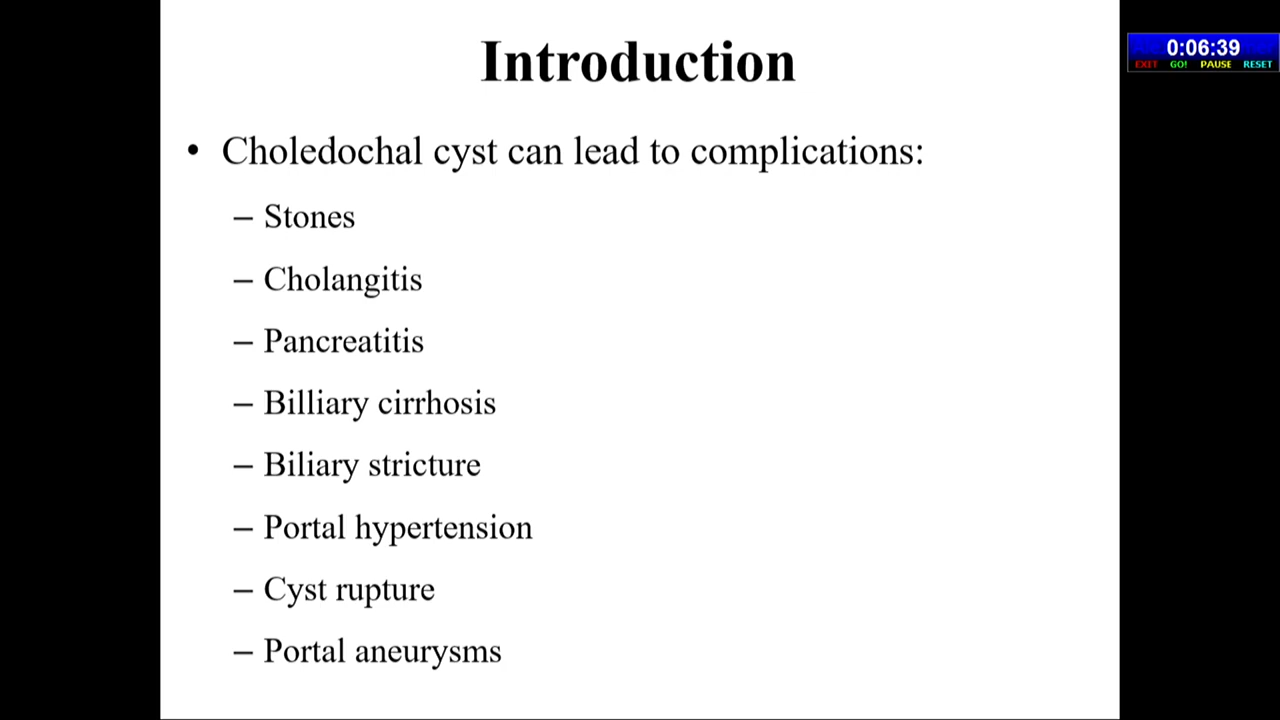 Introduction
0:06:39
EXIT GO! PAUSE RESET
• Choledochal cyst can lead to complications:
– Stones
– Cholangitis
– Pancreatitis
– Billiary cirrhosis
– Biliary stricture
– Portal hypertension
– Cyst rupture
– Portal aneurysms